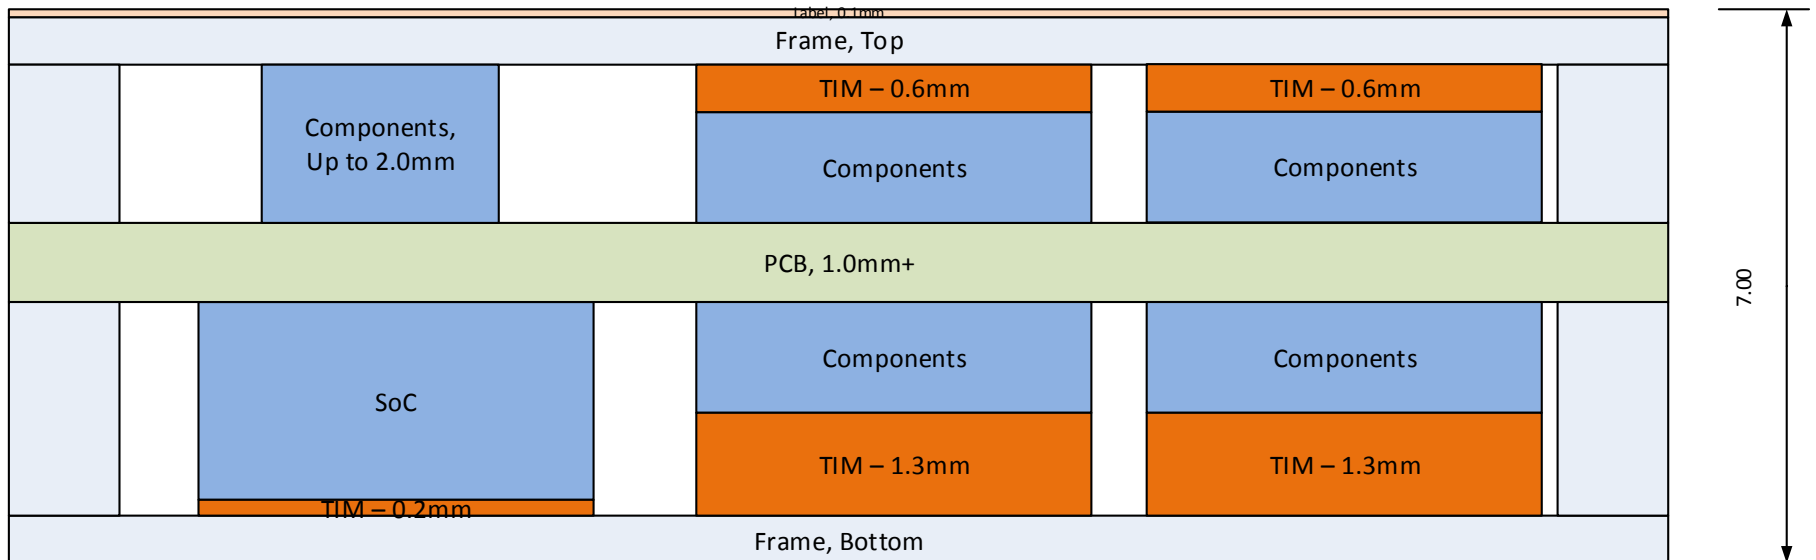 Label, 0.1mm
Frame, Top
TIM – 0.6mm
TIM – 0.6mm
Components,
Up to 2.0mm
Components
Components
PCB, 1.0mm+
7.00
Components
Components
SoC
TIM – 1.3mm
TIM – 1.3mm
TIM – 0.2mm
Frame, Bottom